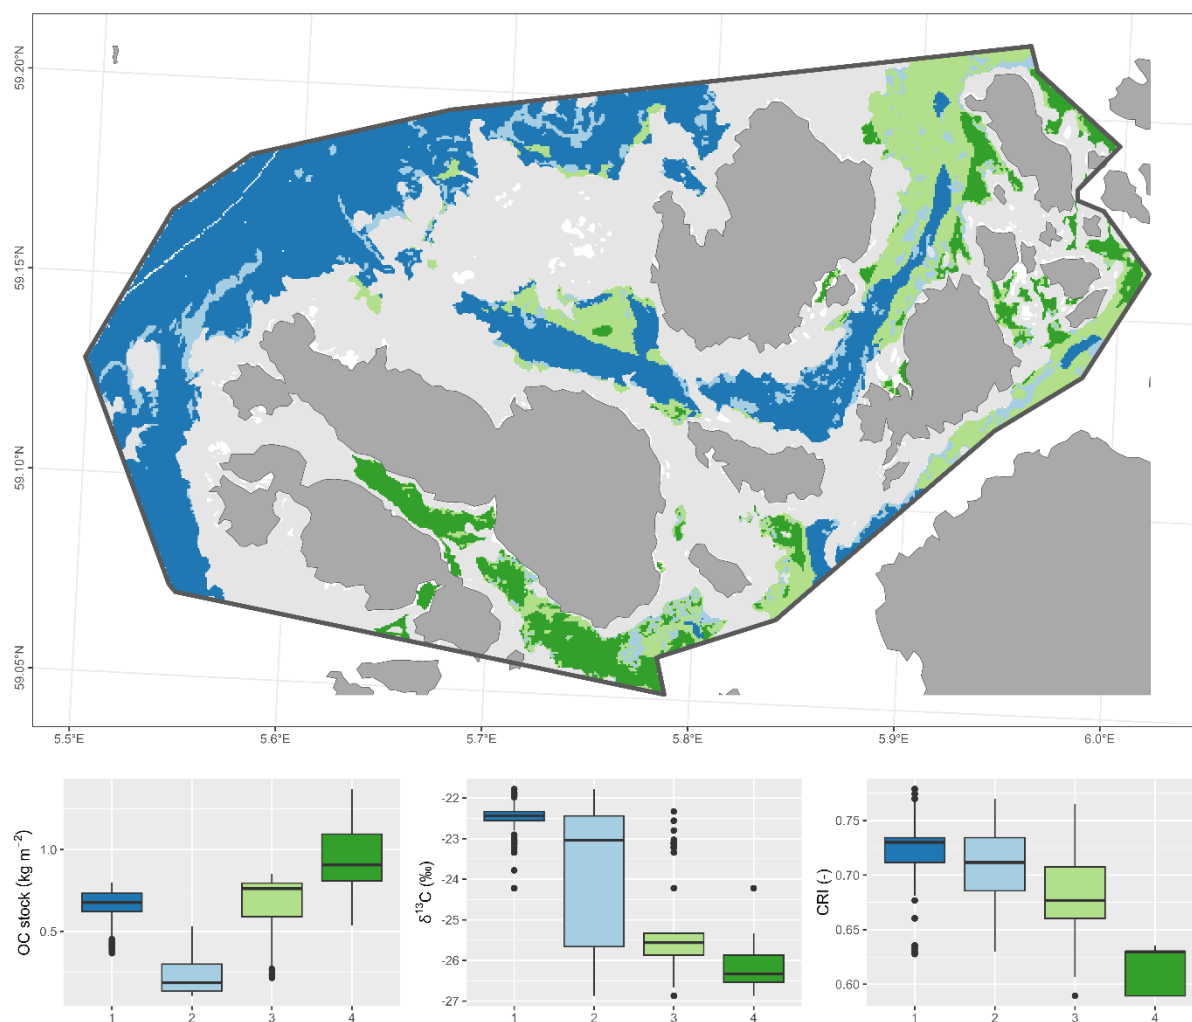 59.20°N
59.15°N
59.10°N
59.05°N
5.5°E 5.6°E 5.7°E 5.8°E 5.9°E 6.0°E
OC stock (kg m⁻²)
1.0
0.5
1 2 3 4
δ¹³C (‰)
-22
-23
-24
-25
-26
-27
1 2 3 4
CRI (-)
0.75
0.70
0.65
0.60
1 2 3 4